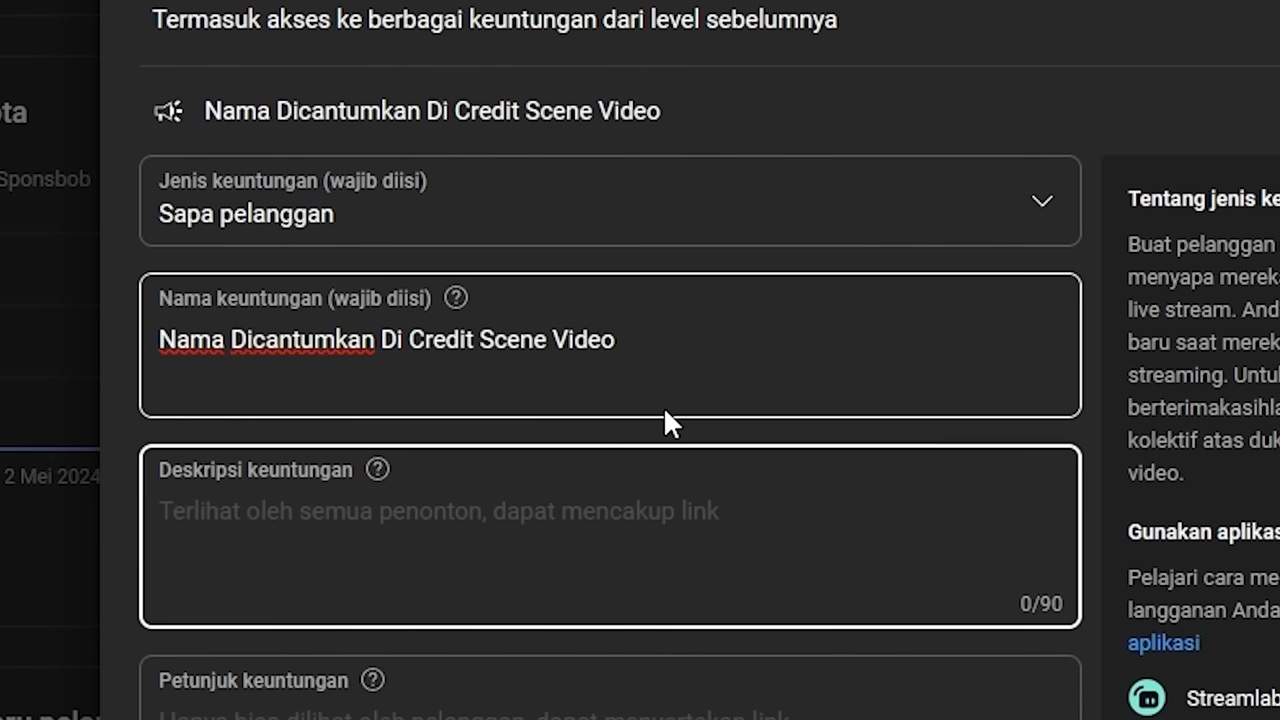 Termasuk akses ke berbagai keuntungan dari level sebelumnya
Nama Dicantumkan Di Credit Scene Video
Jenis keuntungan (wajib diisi)
Sapa pelanggan
Nama keuntungan (wajib diisi)
Nama Dicantumkan Di Credit Scene Video
Deskripsi keuntungan
Terlihat oleh semua penonton, dapat mencakup link
0/90
Petunjuk keuntungan
Sponsbob
2 Mei 2024
Tentang jenis ke
Buat pelanggan
menyapa mereka
live stream. And
baru saat merek
streaming. Untu
berterimakasihla
kolektif atas duk
video.
Gunakan aplikas
Pelajari cara me
langganan Anda
aplikasi
Streamlab